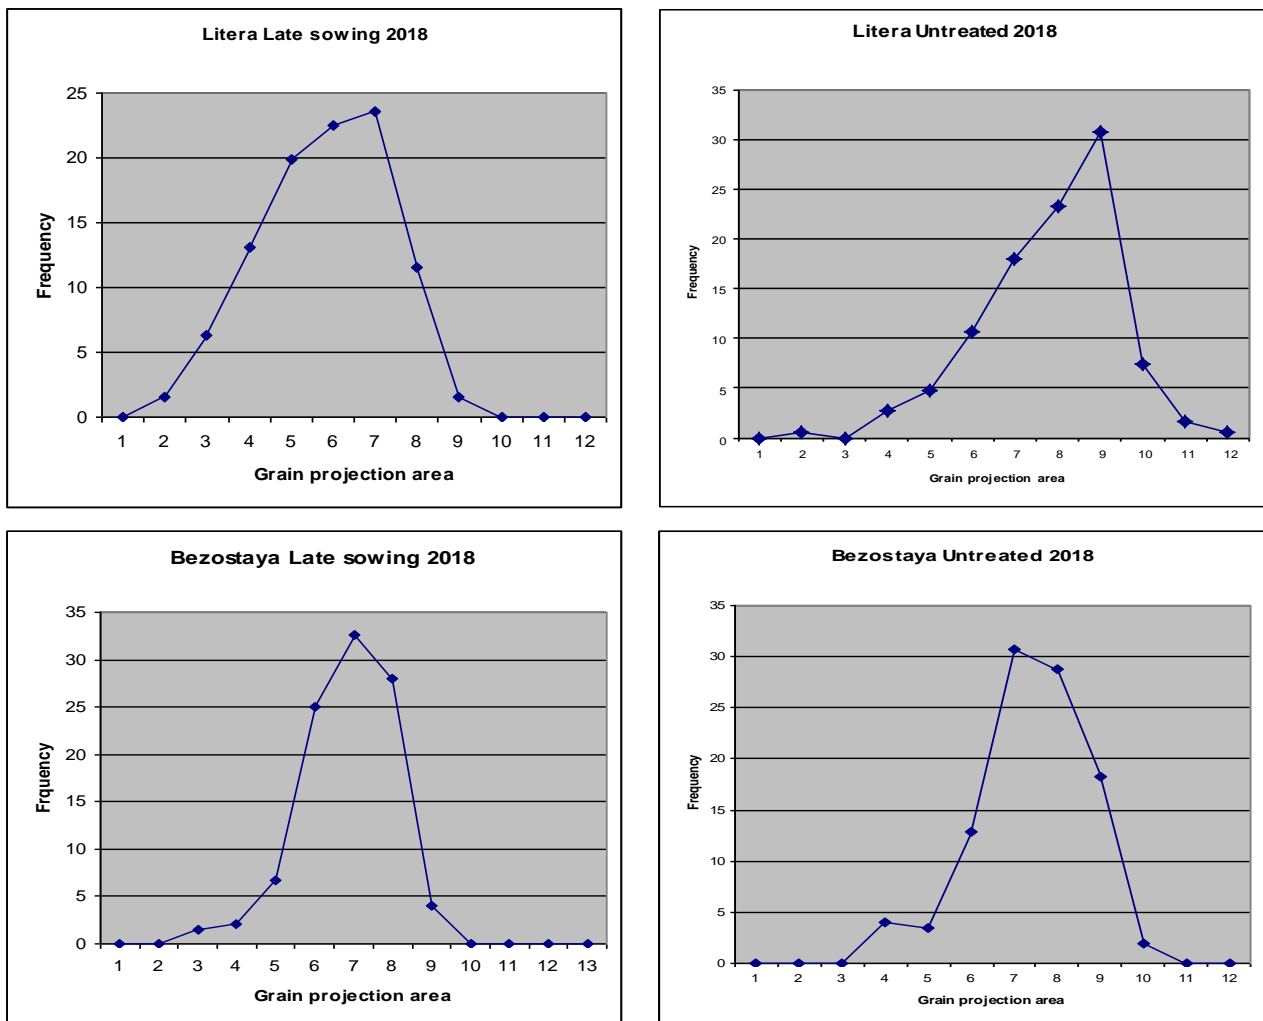 Litera Late sowing 2018
25
20
15
10
5
0
Frequency
1 2 3 4 5 6 7 8 9 10 11 12
Grain projection area
Litera Untreated 2018
35
30
25
20
15
10
5
0
Frequency
1 2 3 4 5 6 7 8 9 10 11 12
Grain projection area
Bezostaya Late sowing 2018
35
30
25
20
15
10
5
0
Frquency
1 2 3 4 5 6 7 8 9 10 11 12 13
Grain projection area
Bezostaya Untreated 2018
35
30
25
20
15
10
5
0
Frequency
1 2 3 4 5 6 7 8 9 10 11 12
Grain projection area